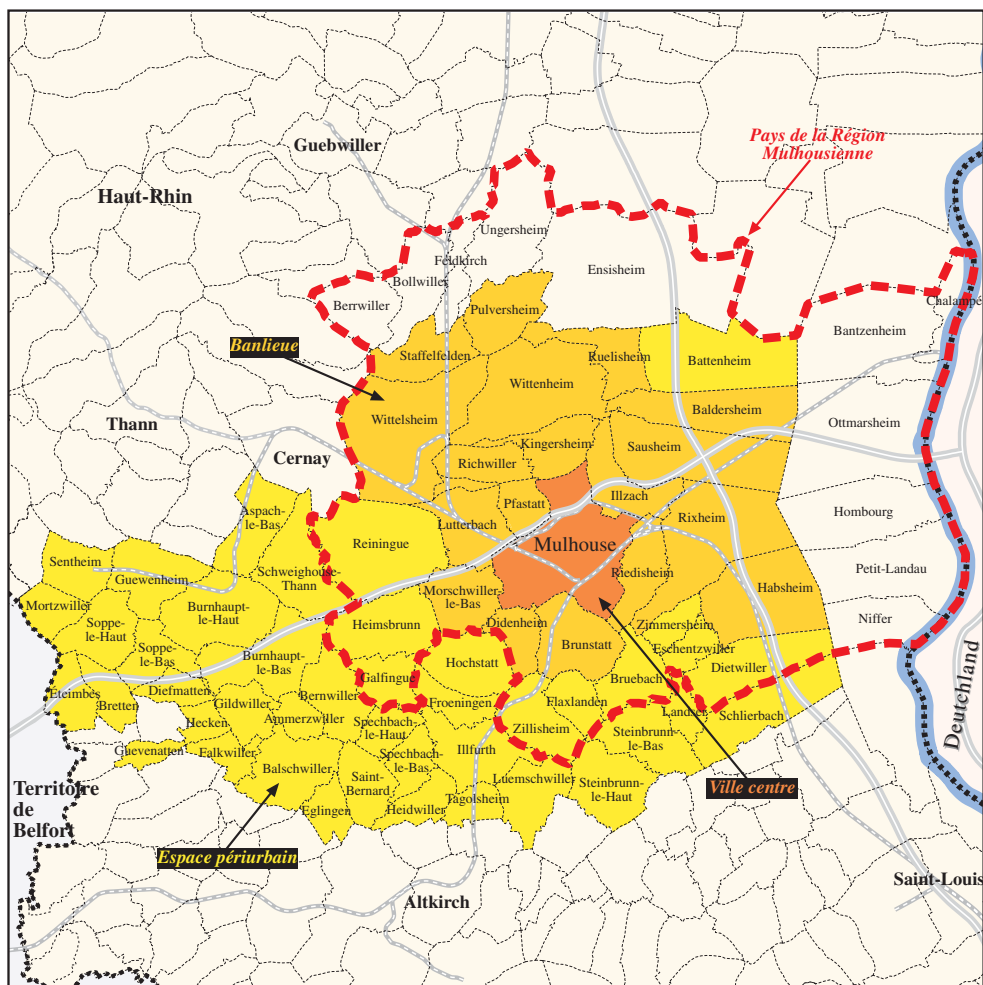 Pays de la Région
Mulhousienne
Guebwiller
Haut-Rhin
Ungersheim
Feldkirch
Ensisheim
Bollwiller
Berrwiller
Chalampé
Pulversheim
Bantzenheim
Banlieue
Staffelfelden
Ruelisheim
Battenheim
Wittenheim
Wittelsheim
Baldersheim
Thann
Ottmarsheim
Kingersheim
Sausheim
Cernay
Richwiller
Illzach
Pfastatt
Aspach-
le-Bas
Hombourg
Rixheim
Lutterbach
Reiningue
Mulhouse
Sentheim
Guewenheim
Schweighouse-
Thann
Petit-Landau
Riedisheim
Habsheim
Mortzwiller
Burnhaupt-
le-Haut
Morschwiller-
le-Bas
Soppe-
le-Haut
Heimsbrunn
Didenheim
Zimmersheim
Niffer
Soppe-
le-Bas
Brunstatt
Eschentzwiller
Burnhaupt-
le-Bas
Hochstatt
Dietwiller
Galfingue
Bruebach
Eteimbes
Bretten
Diefmatten
Bernwiller
Gildwiller
Froeningen
Flaxlanden
Landser
Schlierbach
Hecken
Ammerzwiller
Spechbach-
le-Haut
Zillisheim
Steinbrunn-
le-Bas
Deutchland
Guevenatten
Falkwiller
Illfurth
Spechbach-
le-Bas
Balschwiller
Luemschwiller
Saint-
Bernard
Steinbrunn-
le-Haut
Ville centre
Territoire
de
Belfort
Tagolsheim
Eglingen
Heidwiller
Espace périurbain
Saint-Louis
Altkirch